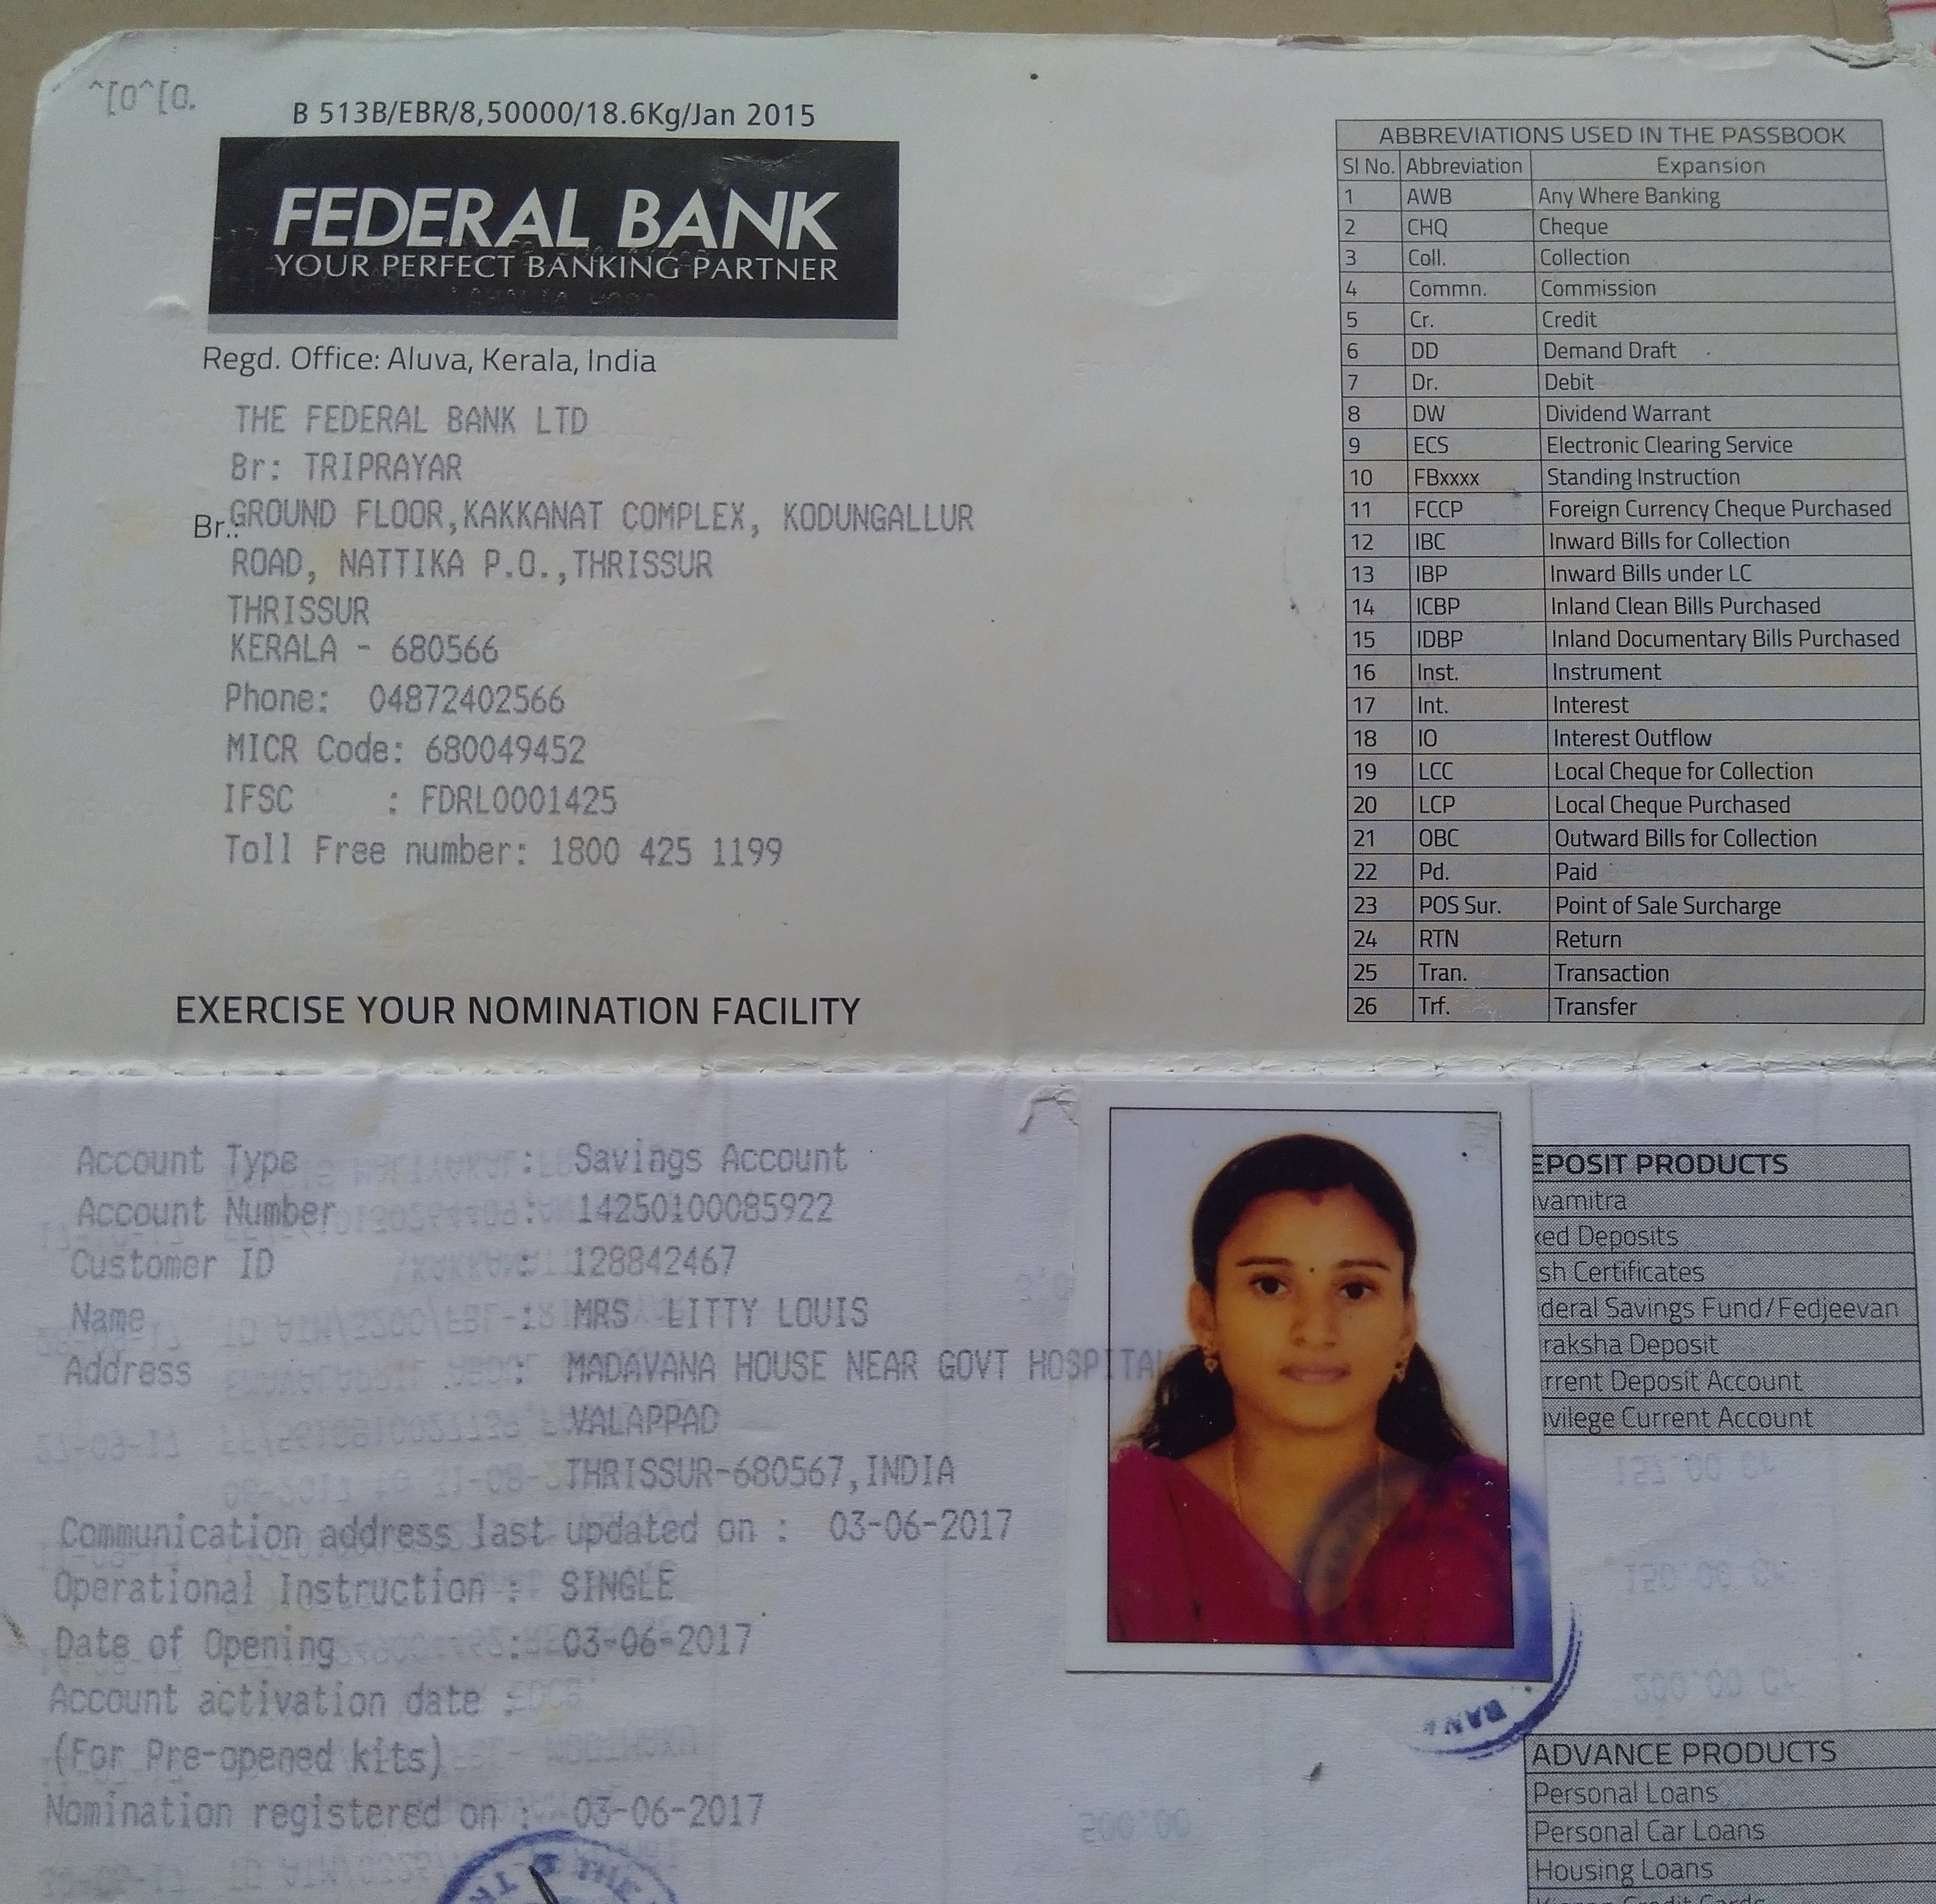 ^[0^[0.
B 513B/EBR/8,50000/18.6Kg/Jan 2015
FEDERAL BANK
YOUR PERFECT BANKING PARTNER
Regd. Office: Aluva, Kerala, India
THE FEDERAL BANK LTD
Br: TRIPRAYAR
Br.: GROUND FLOOR,KAKKANAT COMPLEX, KODUNGALLUR
ROAD, NATTIKA P.O.,THRISSUR
THRISSUR
KERALA - 680566
Phone: 04872402566
MICR Code: 680049452
IFSC : FDRL0001425
Toll Free number: 1800 425 1199
EXERCISE YOUR NOMINATION FACILITY
ABBREVIATIONS USED IN THE PASSBOOK
Sl No. Abbreviation Expansion
1 AWB Any Where Banking
2 CHQ Cheque
3 Coll. Collection
4 Commn. Commission
5 Cr. Credit
6 DD Demand Draft
7 Dr. Debit
8 DW Dividend Warrant
9 ECS Electronic Clearing Service
10 FBxxxx Standing Instruction
11 FCCP Foreign Currency Cheque Purchased
12 IBC Inward Bills for Collection
13 IBP Inward Bills under LC
14 ICBP Inland Clean Bills Purchased
15 IDBP Inland Documentary Bills Purchased
16 Inst. Instrument
17 Int. Interest
18 IO Interest Outflow
19 LCC Local Cheque for Collection
20 LCP Local Cheque Purchased
21 OBC Outward Bills for Collection
22 Pd. Paid
23 POS Sur. Point of Sale Surcharge
24 RTN Return
25 Tran. Transaction
26 Trf. Transfer
Account Type : Savings Account
Account Number : 14250100085922
Customer ID : 128842467
Name : MRS LITTY LOUIS
Address : MADAVANA HOUSE NEAR GOVT HOSPITAL
VALAPPAD
THRISSUR-680567,INDIA
Communication address last updated on : 03-06-2017
Operational Instruction : SINGLE
Date of Opening : 03-06-2017
Account activation date :
(For Pre-opened kits)
Nomination registered on : 03-06-2017
EPOSIT PRODUCTS
vamitra
ed Deposits
sh Certificates
deral Savings Fund/Fedjeevan
raksha Deposit
rrent Deposit Account
ivilege Current Account
BANK
ADVANCE PRODUCTS
Personal Loans
Personal Car Loans
Housing Loans